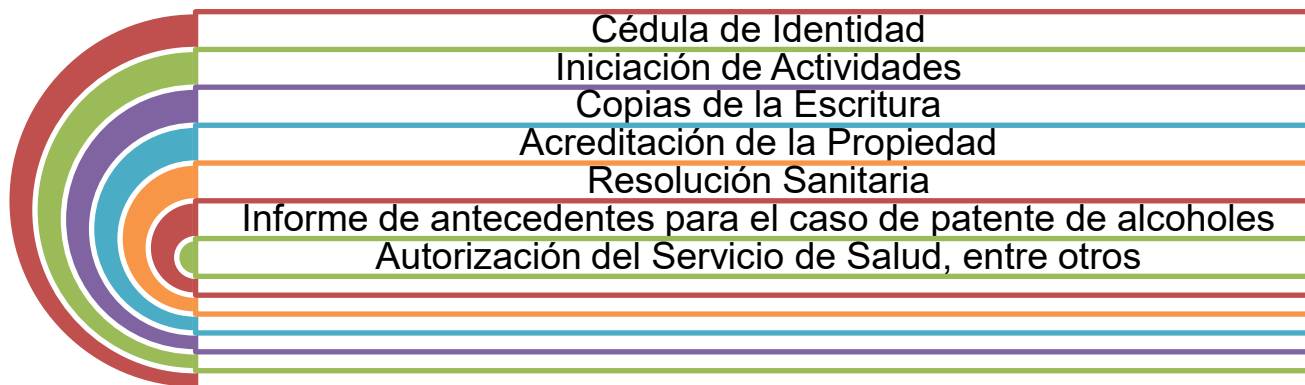 Cédula de Identidad
Iniciación de Actividades
Copias de la Escritura
Acreditación de la Propiedad
Resolución Sanitaria
Informe de antecedentes para el caso de patente de alcoholes
Autorización del Servicio de Salud, entre otros